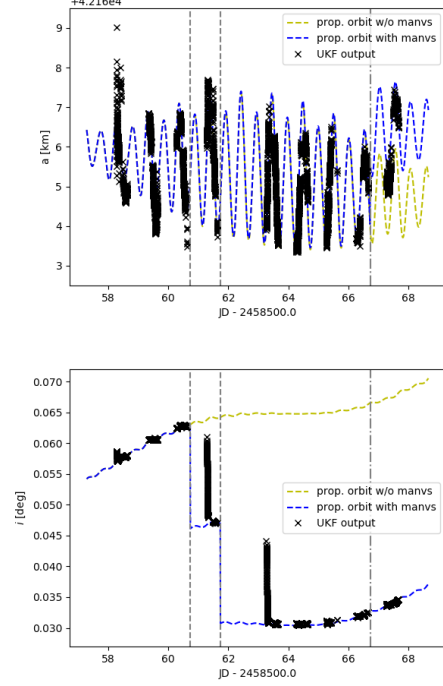 +4.216e4
9
8
7
6
5
4
3
a [km]
prop. orbit w/o manvs
prop. orbit with manvs
UKF output
58 60 62 64 66 68
JD - 2458500.0
0.070
0.065
0.060
0.055
0.050
0.045
0.040
0.035
0.030
i [deg]
prop. orbit w/o manvs
prop. orbit with manvs
UKF output
58 60 62 64 66 68
JD - 2458500.0